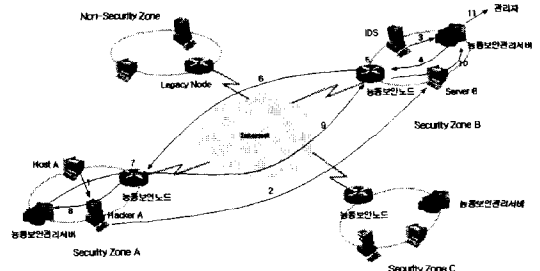 Non-Security Zone
Legacy Node
IDS
11
관리자
3
능동보안관리서버
5
4
10
능동보안노드
Server B
Security Zone B
6
Internet
9
2
Host A
7
1
8
Hacker A
능동보안노드
능동보안관리서버
Security Zone A
능동보안노드
능동보안관리서버
Security Zone C